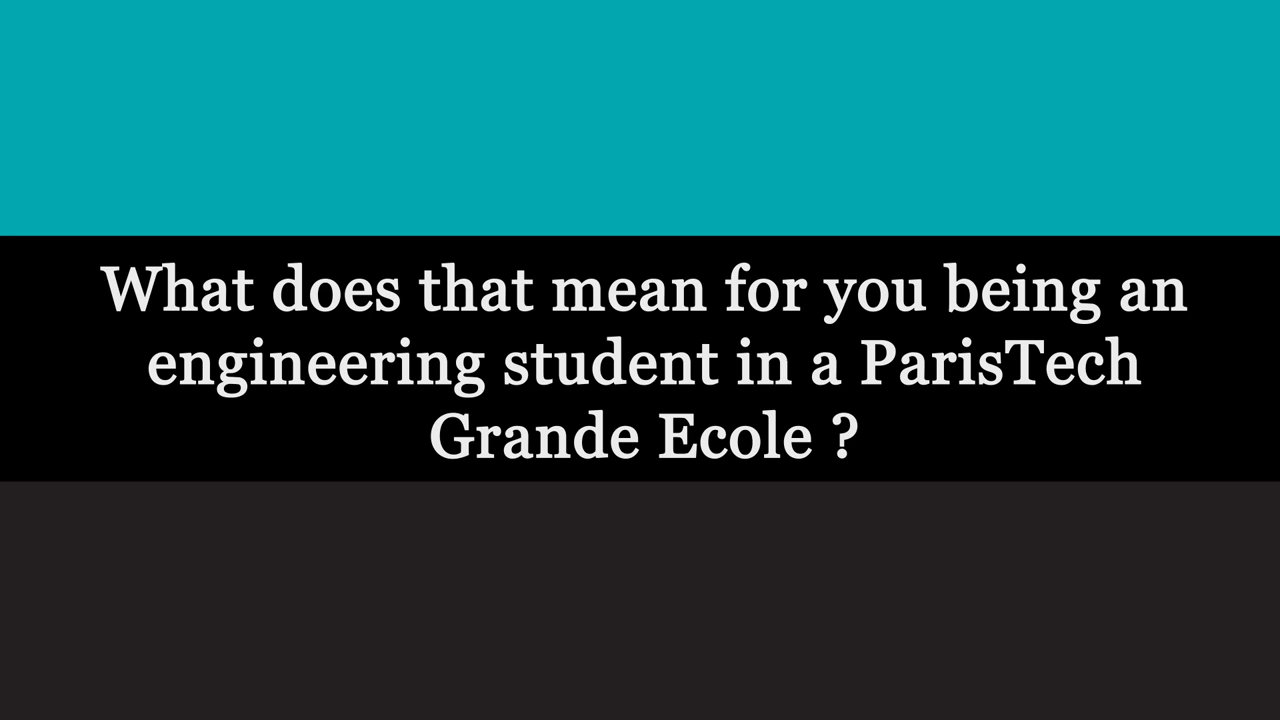 What does that mean for you being an
engineering student in a ParisTech
Grande Ecole ?